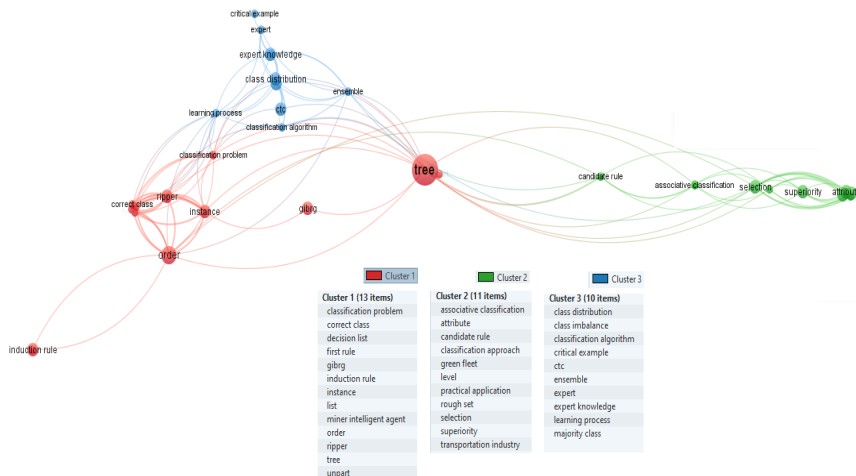 critical example
expert
expert knowledge
class distribution
ensemble
ctc
learning process
classification algorithm
classification problem
tree
candidate rule
associative classification
selection
superiority
attribut
ripper
correct class
instance
gibrg
order
induction rule
Cluster 1
Cluster 2
Cluster 3
Cluster 1 (13 items)
classification problem
correct class
decision list
first rule
gibrg
induction rule
instance
list
miner intelligent agent
order
ripper
tree
unpart
Cluster 2 (11 items)
associative classification
attribute
candidate rule
classification approach
green fleet
level
practical application
rough set
selection
superiority
transportation industry
Cluster 3 (10 items)
class distribution
class imbalance
classification algorithm
critical example
ctc
ensemble
expert
expert knowledge
learning process
majority class